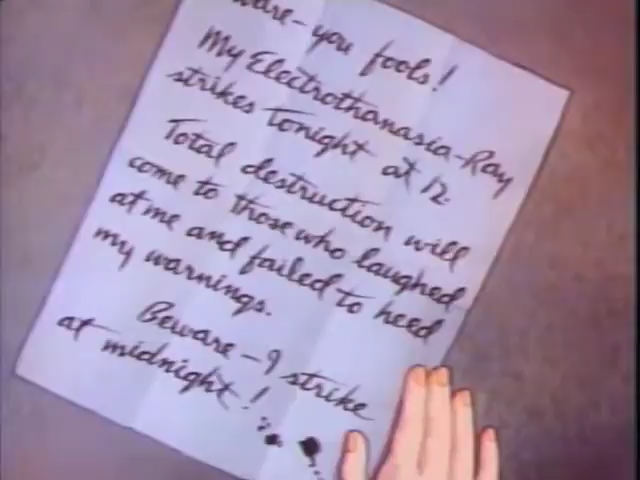 ware-you fools!
My Electrothanasia-Ray
strikes tonight at 12.
Total destruction will
come to those who laughed
at me and failed to heed
my warnings.
Beware-I strike
at midnight!